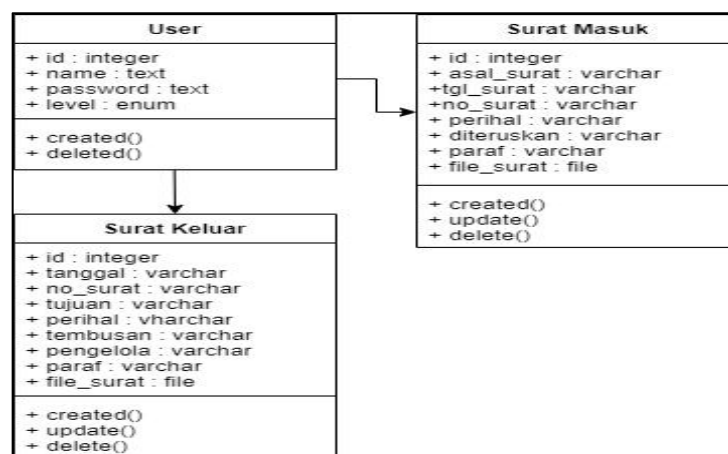 User
+ id : integer
+ name : text
+ password : text
+ level : enum
+ created()
+ deleted()
Surat Masuk
+ id : integer
+ asal_surat : varchar
+tgl_surat : varchar
+no_surat : varchar
+ perihal : varchar
+ diteruskan : varchar
+ paraf : varchar
+ file_surat : file
+ created()
+ update()
+ delete()
Surat Keluar
+ id : integer
+ tanggal : varchar
+ no_surat : varchar
+ tujuan : varchar
+ perihal : vharchar
+ tembusan : varchar
+ pengelola : varchar
+ paraf : varchar
+ file_surat : file
+ created()
+ update()
+ delete()